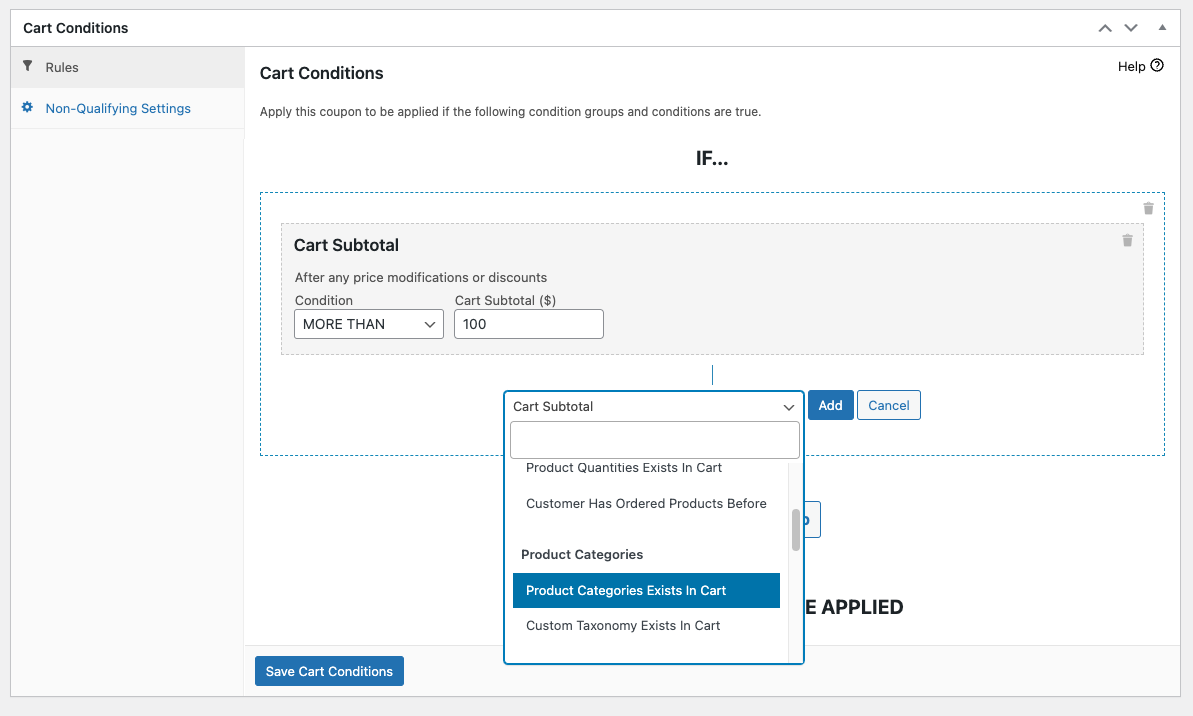 Cart Conditions
Rules
Non-Qualifying Settings
Cart Conditions
Help
Apply this coupon to be applied if the following condition groups and conditions are true.
IF...
Cart Subtotal
After any price modifications or discounts
Condition
Cart Subtotal ($)
MORE THAN
100
Cart Subtotal
Add
Cancel
Product Quantities Exists In Cart
Customer Has Ordered Products Before
Product Categories
Product Categories Exists In Cart
Custom Taxonomy Exists In Cart
E APPLIED
Save Cart Conditions